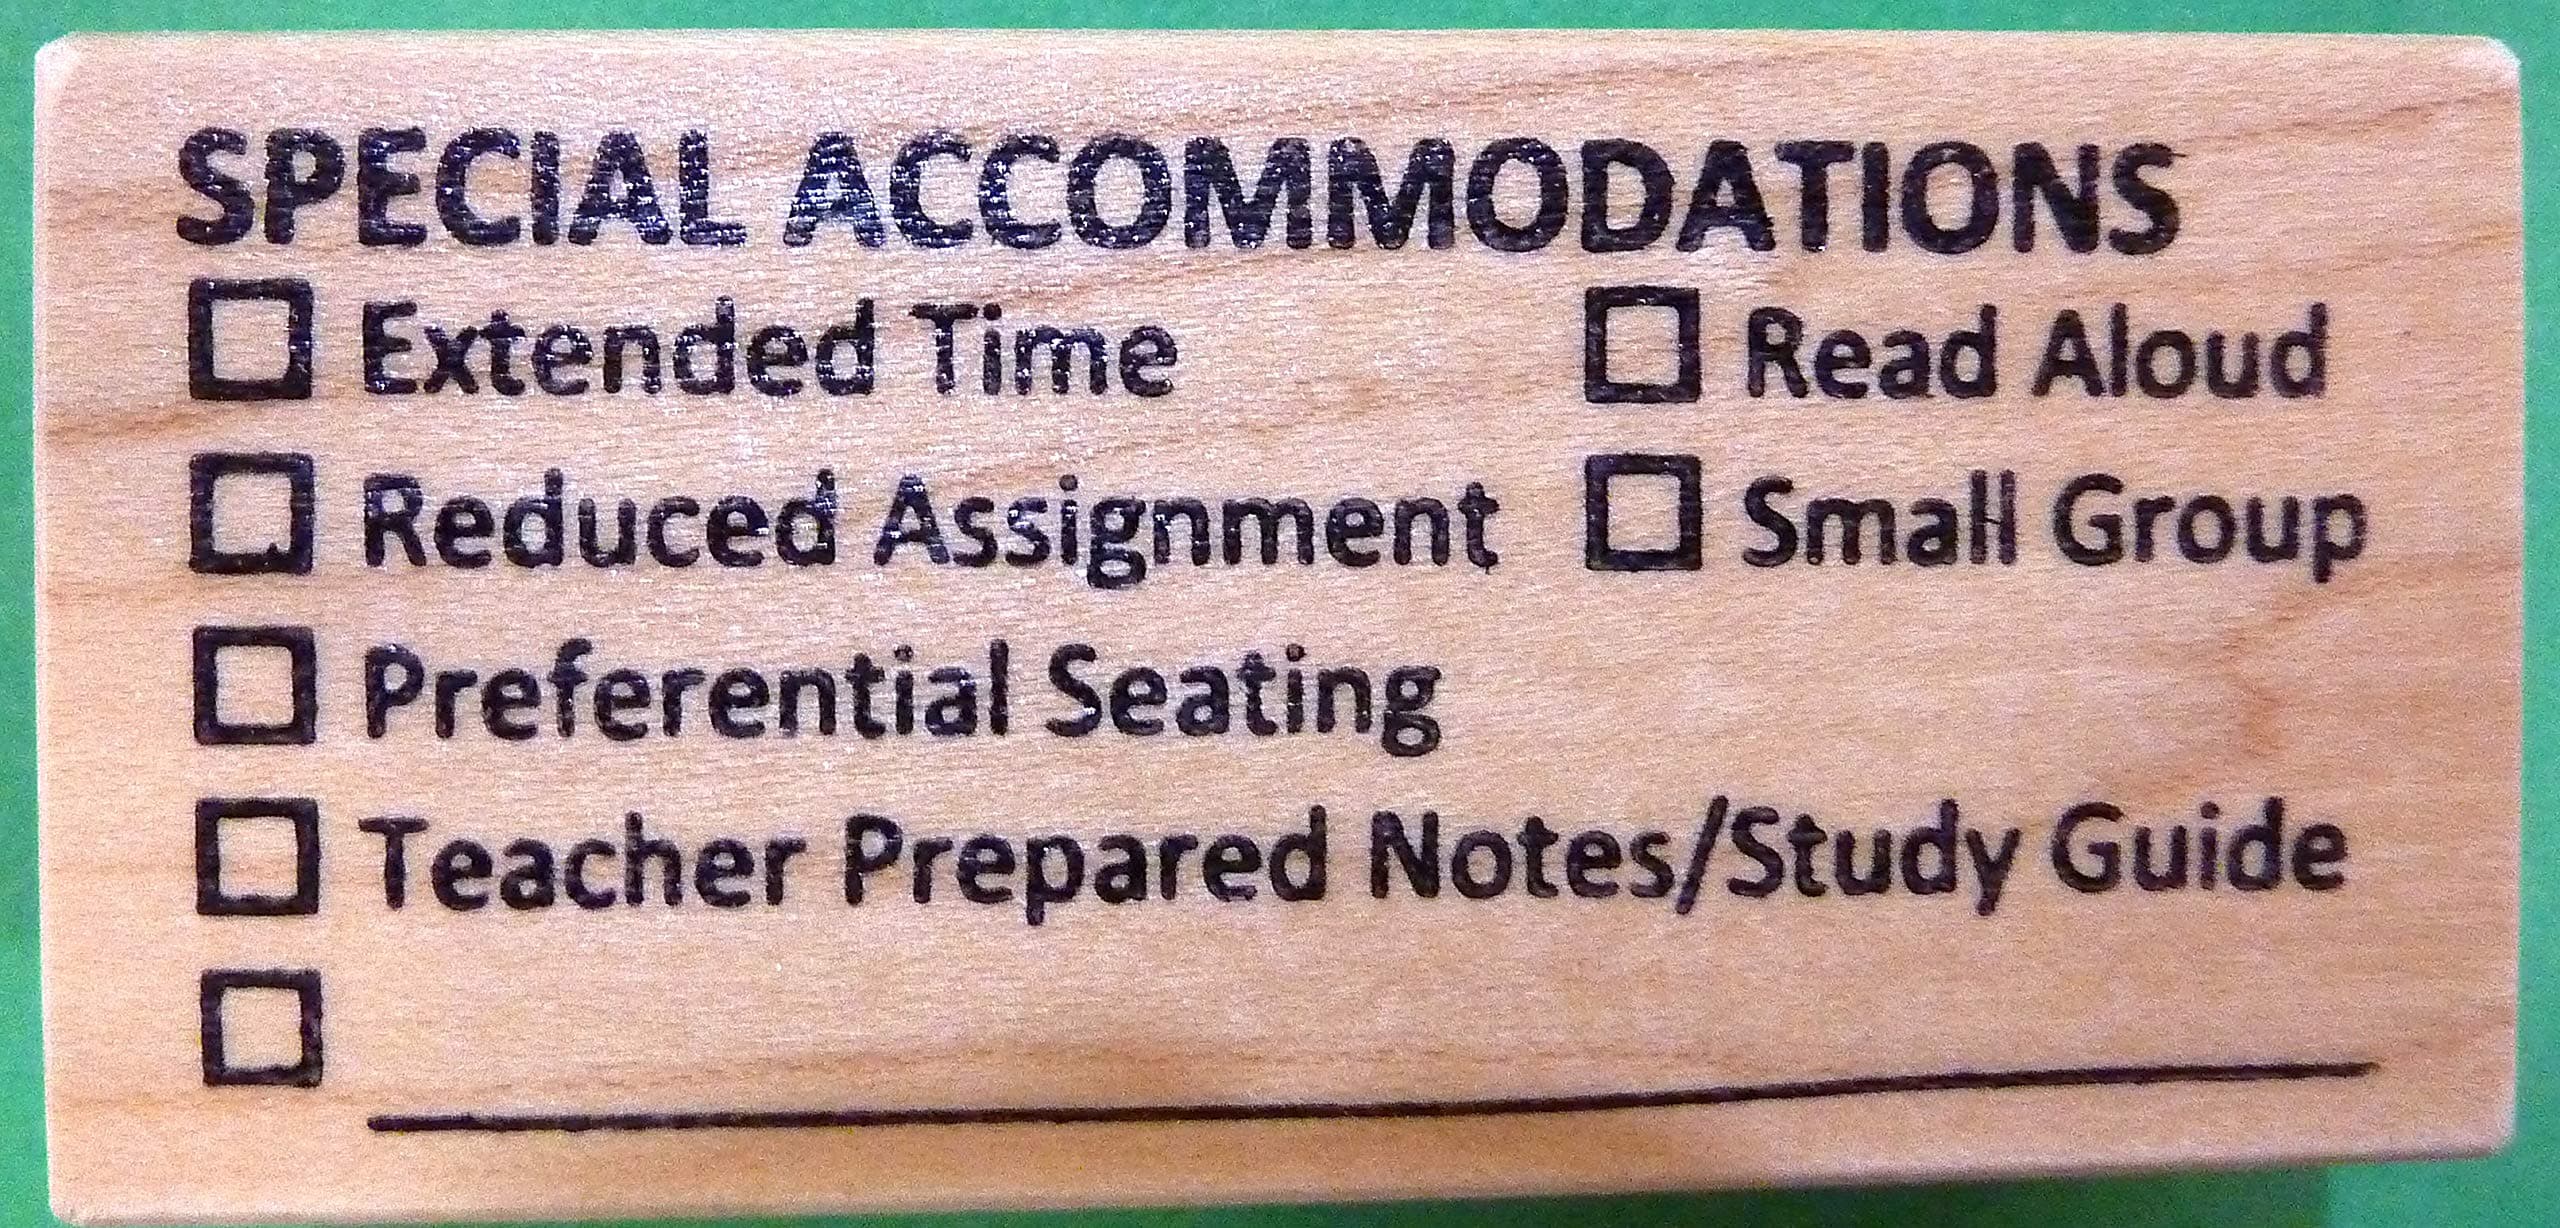 SPECIAL ACCOMMODATIONS
Extended Time
Read Aloud
Reduced Assignment
Small Group
Preferential Seating
Teacher Prepared Notes/Study Guide